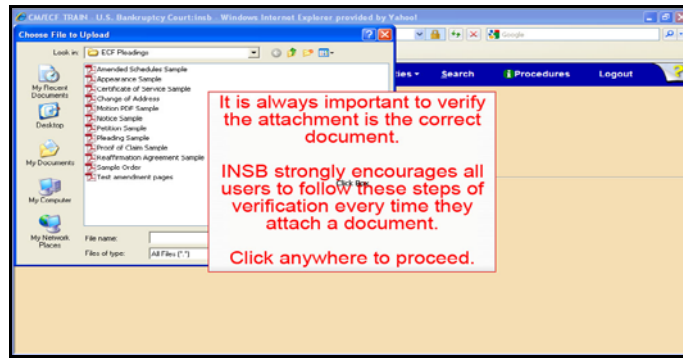 CM/ECF TRAIN - U.S. Bankruptcy Court:insb - Windows Internet Explorer provided by Yahoo!
Choose File to Upload
Look in: ECF Pleadings
Google
My Recent Documents
Desktop
My Documents
My Computer
My Network Places
Amended Schedules Sample
Appearance Sample
Certificate of Service Sample
Change of Address
Motion PDF Sample
Notice Sample
Petition Sample
Pleading Sample
Proof of Claim Sample
Reaffirmation Agreement Sample
Sample Order
Test amendment pages
File name:
Files of type: All Files (*.*)
Search
Procedures
Logout
?
It is always important to verify
the attachment is the correct
document.
INSB strongly encourages all
users to follow these steps of
verification every time they
attach a document.
Click anywhere to proceed.